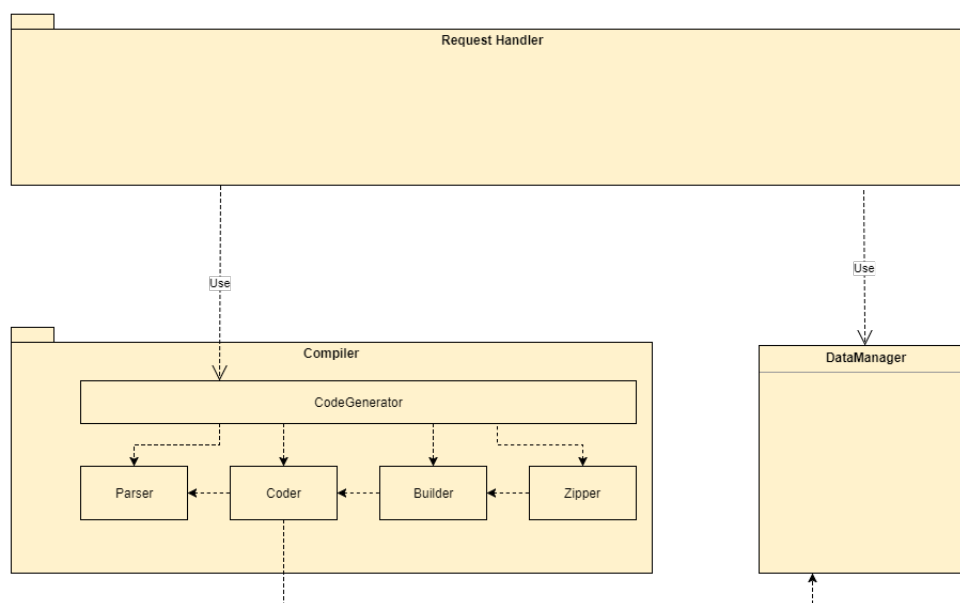 Request Handler
Use
Use
Compiler
DataManager
CodeGenerator
Parser
Coder
Builder
Zipper